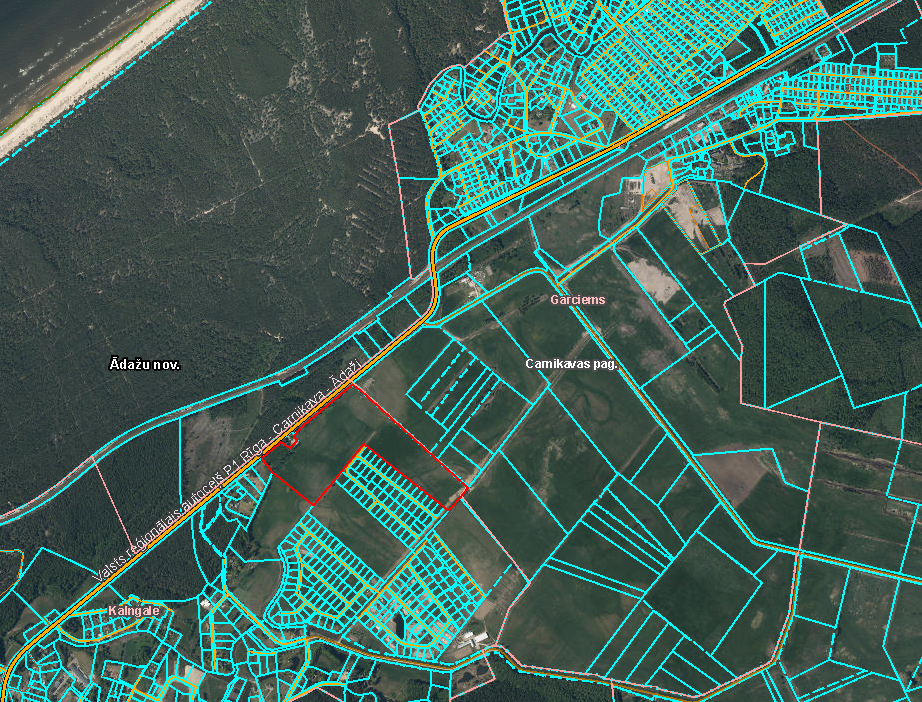 Garciems
Ādažu nov.
Carnikavas pag.
Valsts reģionālais autoceļš P1 Rīga - Carnikava - Ādaži
Kalngale